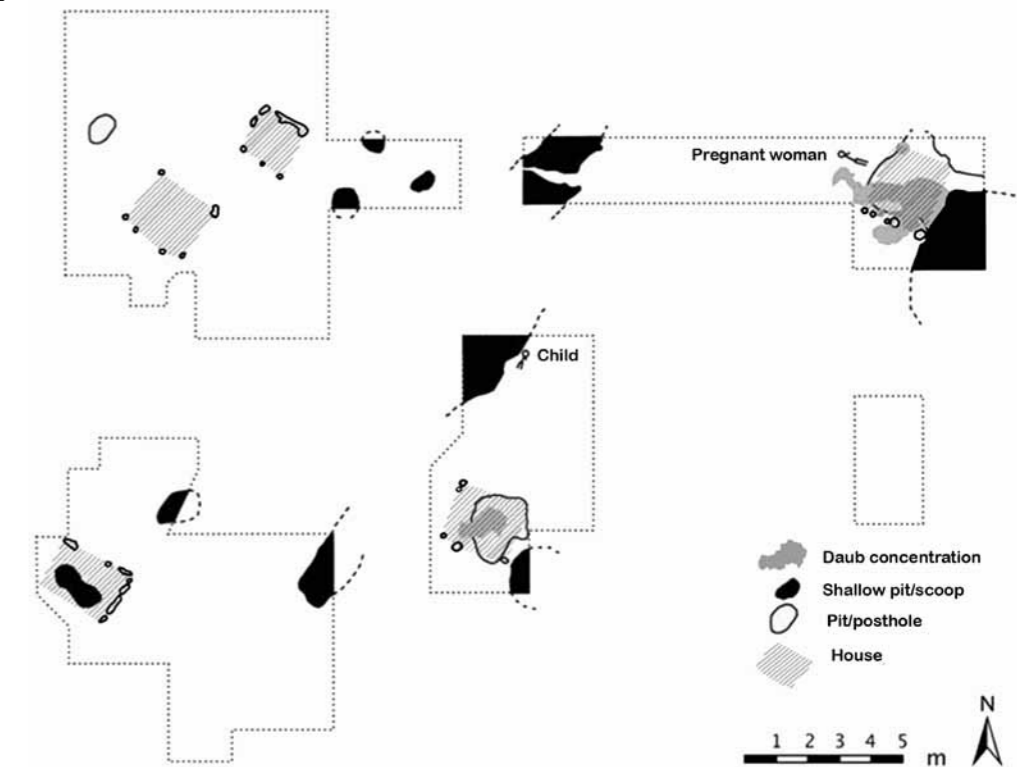 Pregnant woman
Child
Daub concentration
Shallow pit/scoop
Pit/posthole
House
N
1 2 3 4 5 m